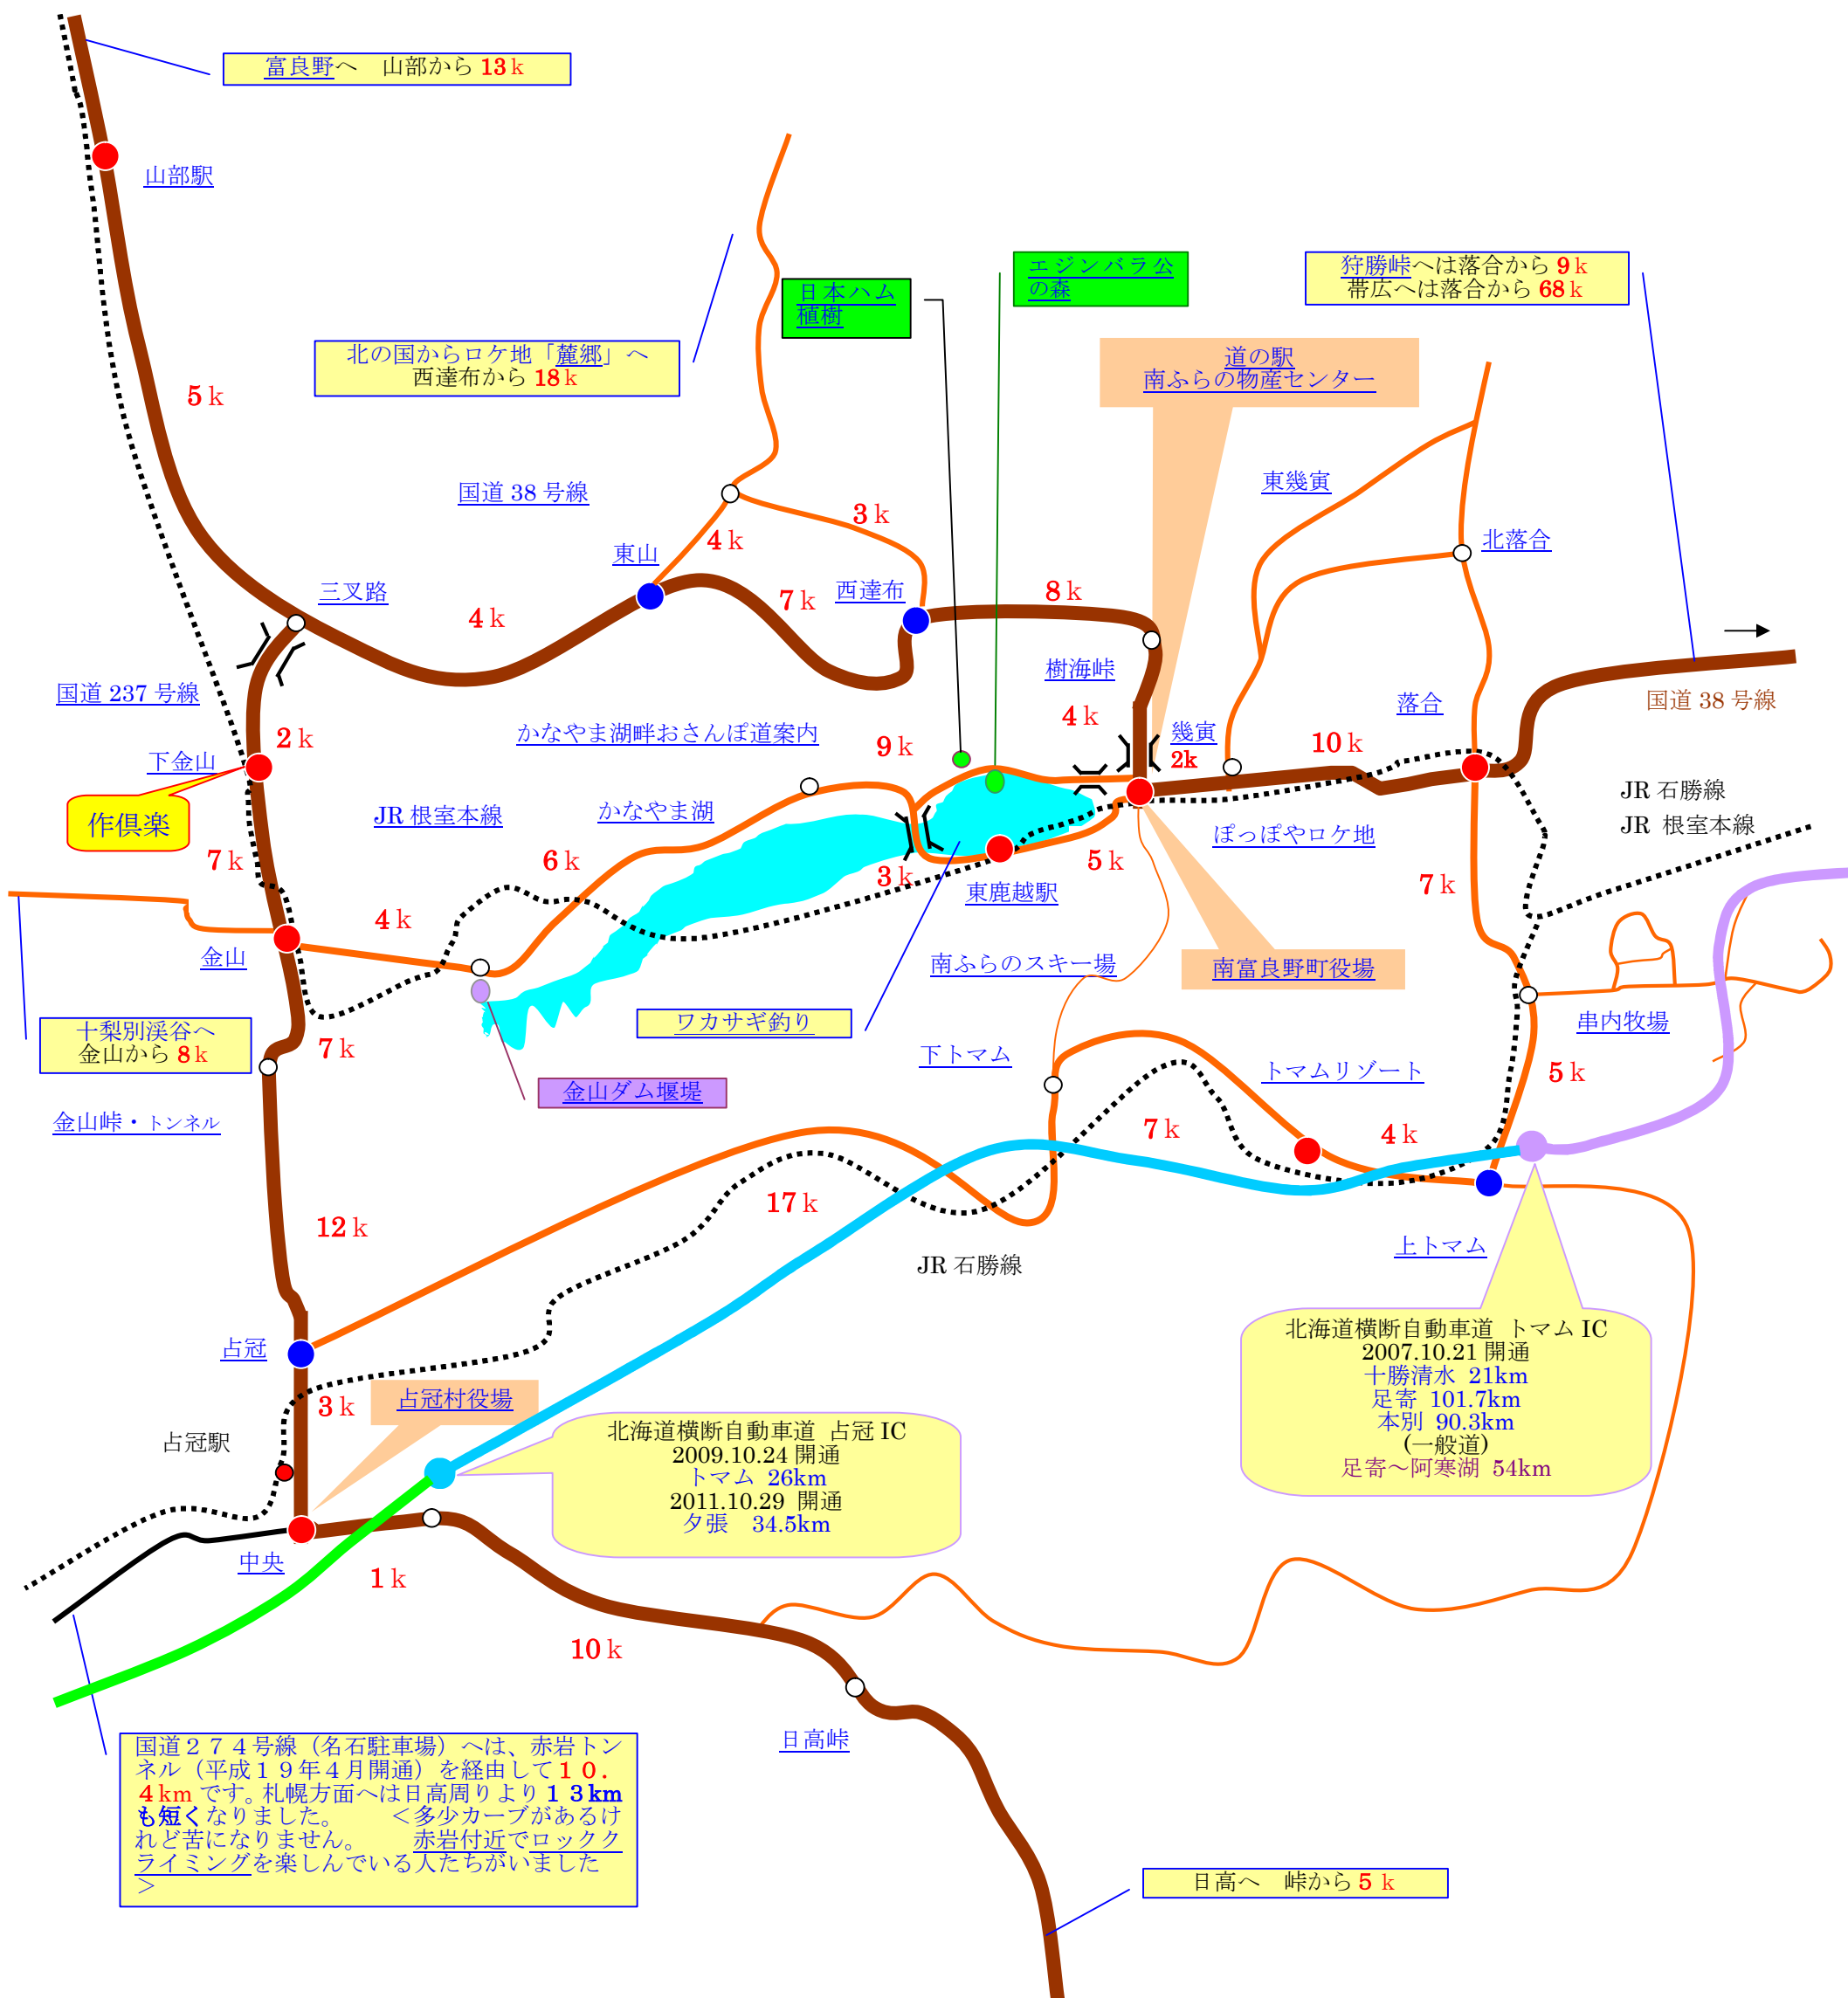 富良野へ　山部から 13k
山部駅
エジンバラ公
の森
日本ハム
植樹
狩勝峠へは落合から 9k
帯広へは落合から 68k
北の国からロケ地「麓郷」へ
西達布から 18k
道の駅
南ふらの物産センター
5k
国道 38 号線
東幾寅
3k
4k
北落合
東山
三叉路
4k
7k
西達布
8k
樹海峠
国道 237 号線
落合
国道 38 号線
2k
かなやま湖畔おさんぽ道案内
9k
4k
幾寅
2k
10k
下金山
作倶楽
JR 根室本線
かなやま湖
JR 石勝線
JR 根室本線
ぽっぽやロケ地
7k
6k
3k
東鹿越駅
5k
7k
4k
金山
南ふらのスキー場
南富良野町役場
十梨別渓谷へ
金山から 8k
7k
ワカサギ釣り
串内牧場
下トマム
トマムリゾート
5k
金山ダム堰堤
金山峠・トンネル
7k
4k
12k
17k
JR 石勝線
上トマム
占冠
北海道横断自動車道 トマム IC
2007.10.21 開通
十勝清水 21km
足寄 101.7km
本別 90.3km
(一般道)
足寄～阿寒湖 54km
3k
占冠村役場
占冠駅
北海道横断自動車道 占冠 IC
2009.10.24 開通
トマム 26km
2011.10.29 開通
夕張　34.5km
中央
1k
10k
日高峠
国道２７４号線（名石駐車場）へは、赤岩トン
ネル（平成１９年４月開通）を経由して１０．
４km です。札幌方面へは日高周りより１３km
も短くなりました。　　＜多少カーブがあるけ
れど苦になりません。　　赤岩付近でロックク
ライミングを楽しんでいる人たちがいました
＞
日高へ　峠から 5 k